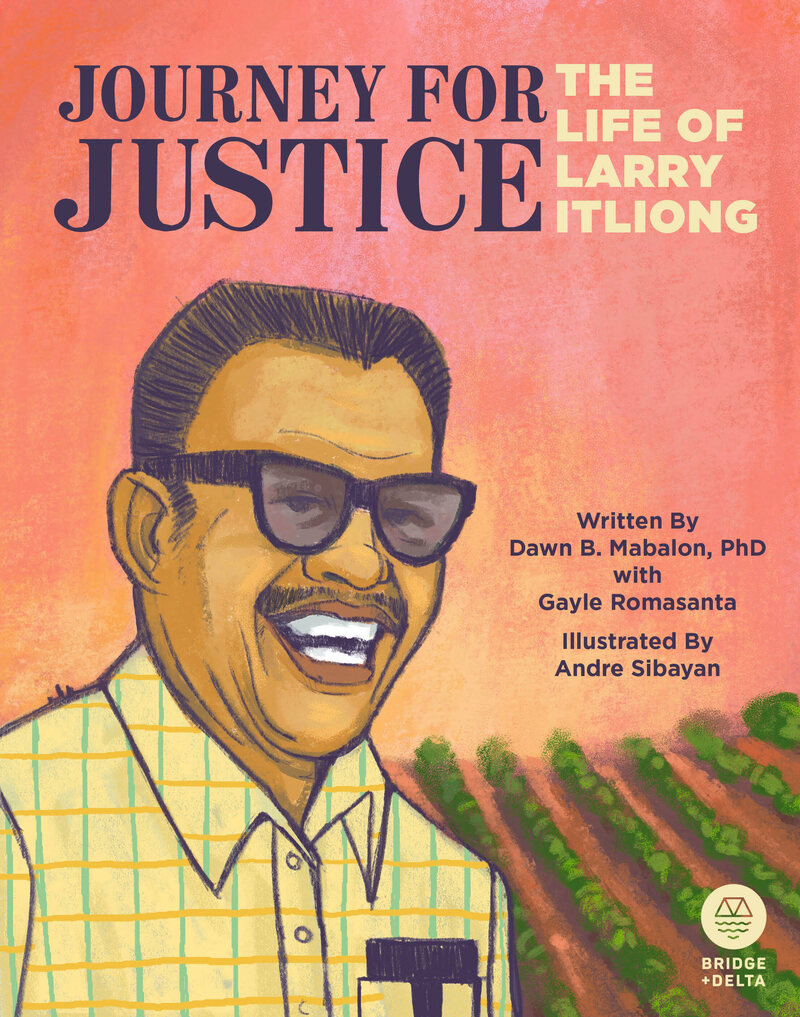 JOURNEY FOR
JUSTICE
THE
LIFE OF
LARRY
ITLIONG
Written By
Dawn B. Mabalon, PhD
with
Gayle Romasanta
Illustrated By
Andre Sibayan
BRIDGE
+DELTA